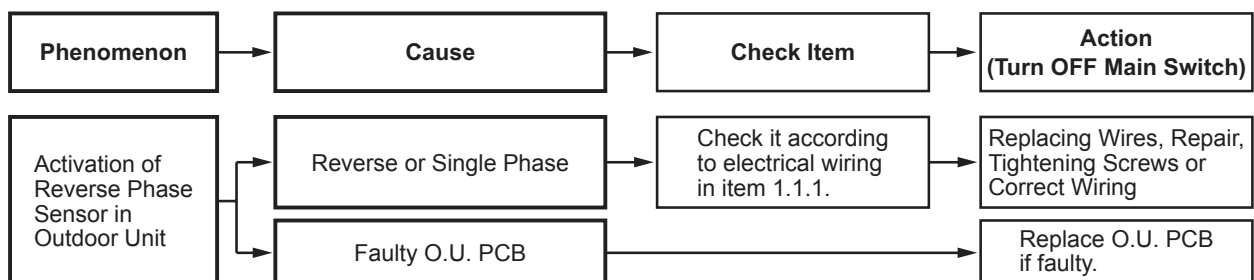 Phenomenon
Cause
Check Item
Action
(Turn OFF Main Switch)
Activation of
Reverse Phase
Sensor in
Outdoor Unit
Reverse or Single Phase
Check it according
to electrical wiring
in item 1.1.1.
Replacing Wires, Repair,
Tightening Screws or
Correct Wiring
Faulty O.U. PCB
Replace O.U. PCB
if faulty.